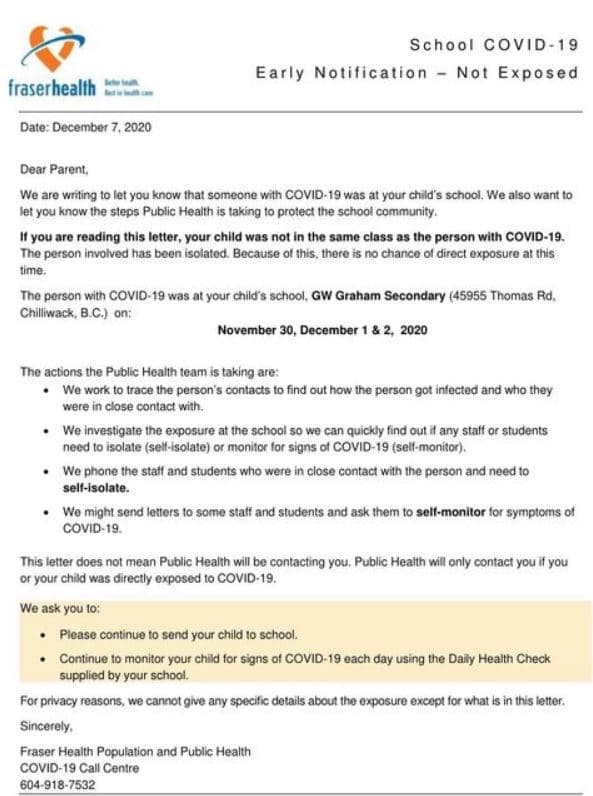 School COVID-19
Early Notification – Not Exposed
fraserhealth
Better health.
Best in health care.
Date: December 7, 2020
Dear Parent,
We are writing to let you know that someone with COVID-19 was at your child's school. We also want to
let you know the steps Public Health is taking to protect the school community.
If you are reading this letter, your child was not in the same class as the person with COVID-19.
The person involved has been isolated. Because of this, there is no chance of direct exposure at this
time.
The person with COVID-19 was at your child's school, GW Graham Secondary (45955 Thomas Rd,
Chilliwack, B.C.) on:
November 30, December 1 & 2, 2020
The actions the Public Health team is taking are:
• We work to trace the person's contacts to find out how the person got infected and who they
were in close contact with.
• We investigate the exposure at the school so we can quickly find out if any staff or students
need to isolate (self-isolate) or monitor for signs of COVID-19 (self-monitor).
• We phone the staff and students who were in close contact with the person and need to
self-isolate.
• We might send letters to some staff and students and ask them to self-monitor for symptoms of
COVID-19.
This letter does not mean Public Health will be contacting you. Public Health will only contact you if you
or your child was directly exposed to COVID-19.
We ask you to:
• Please continue to send your child to school.
• Continue to monitor your child for signs of COVID-19 each day using the Daily Health Check
supplied by your school.
For privacy reasons, we cannot give any specific details about the exposure except for what is in this letter.
Sincerely,
Fraser Health Population and Public Health
COVID-19 Call Centre
604-918-7532